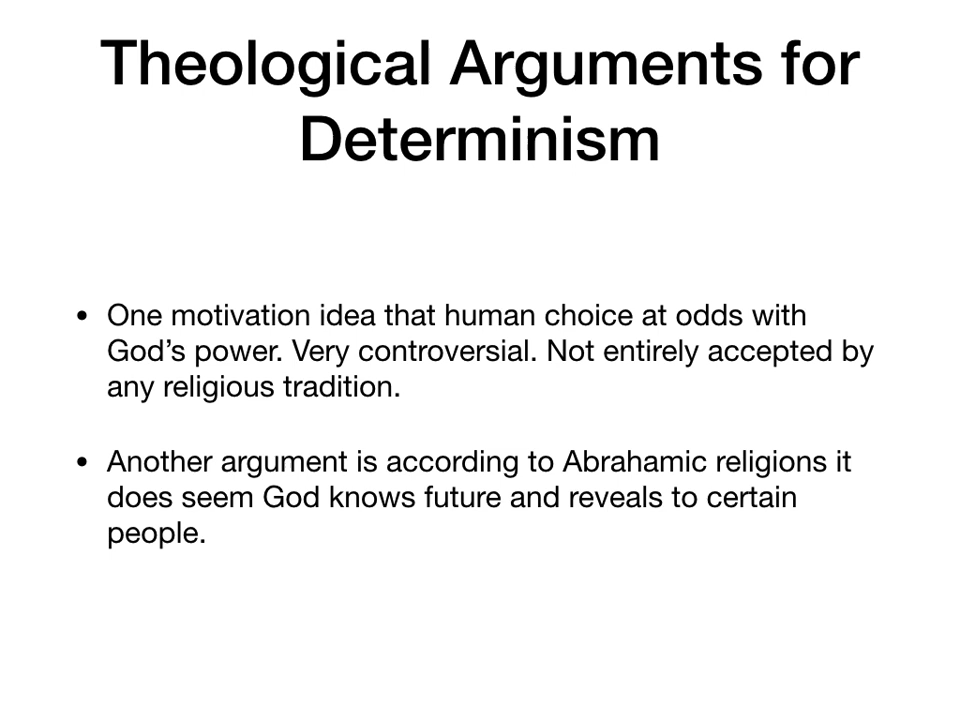 Theological Arguments for
Determinism
• One motivation idea that human choice at odds with
God’s power. Very controversial. Not entirely accepted by
any religious tradition.
• Another argument is according to Abrahamic religions it
does seem God knows future and reveals to certain
people.